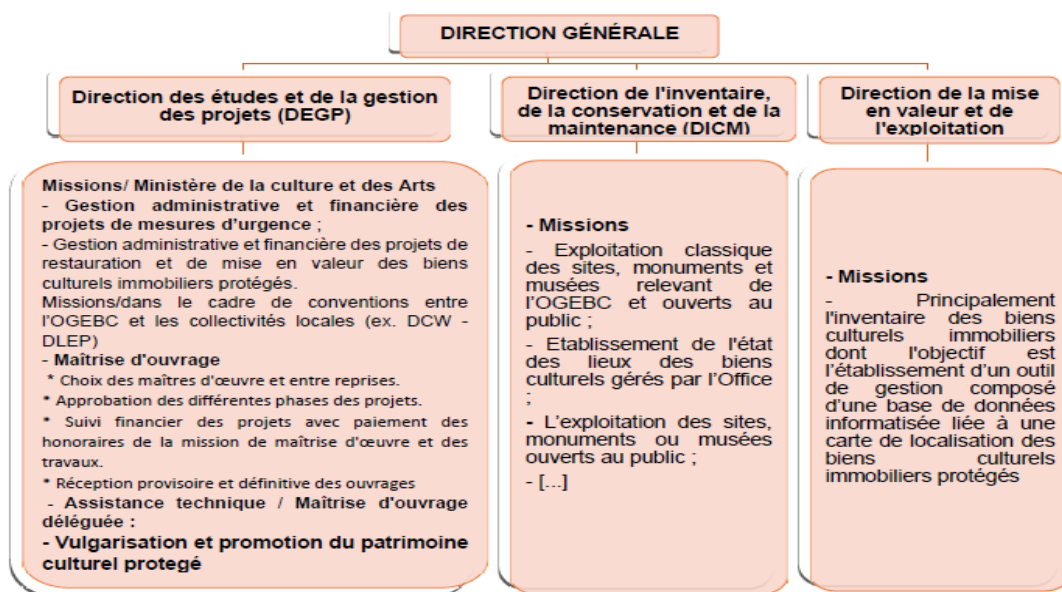 DIRECTION GÉNÉRALE
Direction des études et de la gestion
des projets (DEGP)
Direction de l'inventaire,
de la conservation et de la
maintenance (DICM)
Direction de la mise
en valeur et de
l'exploitation
Missions/ Ministère de la culture et des Arts
- Gestion administrative et financière des
projets de mesures d'urgence ;
- Gestion administrative et financière des projets de
restauration et de mise en valeur des biens
culturels immobiliers protégés.
Missions/dans le cadre de conventions entre
l'OGEBC et les collectivités locales (ex. DCW -
DLEP)
- Maîtrise d'ouvrage
* Choix des maîtres d'œuvre et entre reprises.
* Approbation des différentes phases des projets.
* Suivi financier des projets avec paiement des
honoraires de la mission de maîtrise d'œuvre et des
travaux.
* Réception provisoire et définitive des ouvrages
- Assistance technique / Maîtrise d'ouvrage
déléguée :
- Vulgarisation et promotion du patrimoine
culturel protegé
- Missions
- Exploitation classique
des sites, monuments et
musées relevant de
l'OGEBC et ouverts au
public ;
- Etablissement de l'état
des lieux des biens
culturels gérés par l'Office
;
- L'exploitation des sites,
monuments ou musées
ouverts au public ;
- [...]
- Missions
- Principalement
l'inventaire des biens
culturels immobiliers
dont l'objectif est
l'établissement d'un outil
de gestion composé
d'une base de données
informatisée liée à une
carte de localisation des
biens culturels
immobiliers protégés